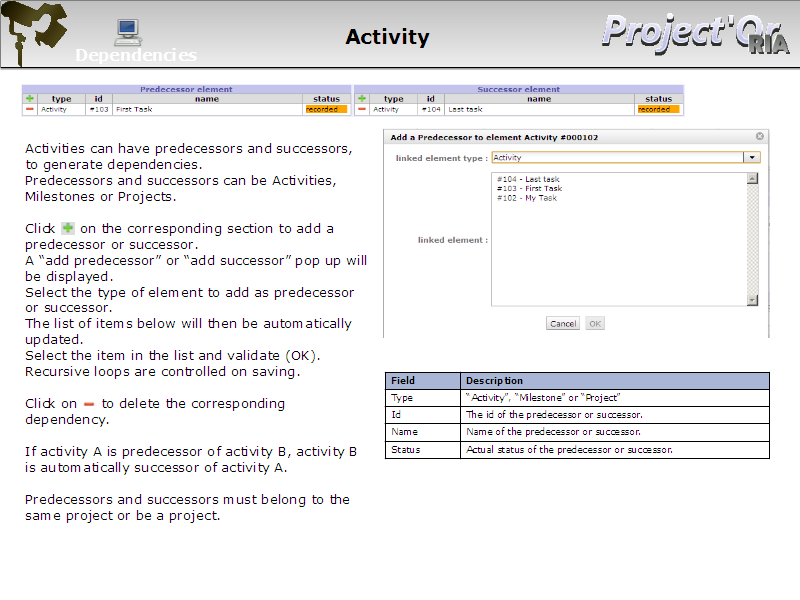 Activity
Project'Or
RIA
Dependencies
Predecessor element
type id name status
Activity #103 First Task recorded
Successor element
type id name status
Activity #104 Last task recorded
Activities can have predecessors and successors,
to generate dependencies.
Predecessors and successors can be Activities,
Milestones or Projects.
Click on the corresponding section to add a
predecessor or successor.
A “add predecessor” or “add successor” pop up will
be displayed.
Select the type of element to add as predecessor
or successor.
The list of items below will then be automatically
updated.
Select the item in the list and validate (OK).
Recursive loops are controlled on saving.
Click on to delete the corresponding
dependency.
If activity A is predecessor of activity B, activity B
is automatically successor of activity A.
Predecessors and successors must belong to the
same project or be a project.
Add a Predecessor to element Activity #000102
linked element type : Activity
#104 - Last task
#103 - First Task
#102 - My Task
linked element :
Cancel OK
Field Description
Type “Activity”, “Milestone” or “Project”
Id The id of the predecessor or successor.
Name Name of the predecessor or successor.
Status Actual status of the predecessor or successor.